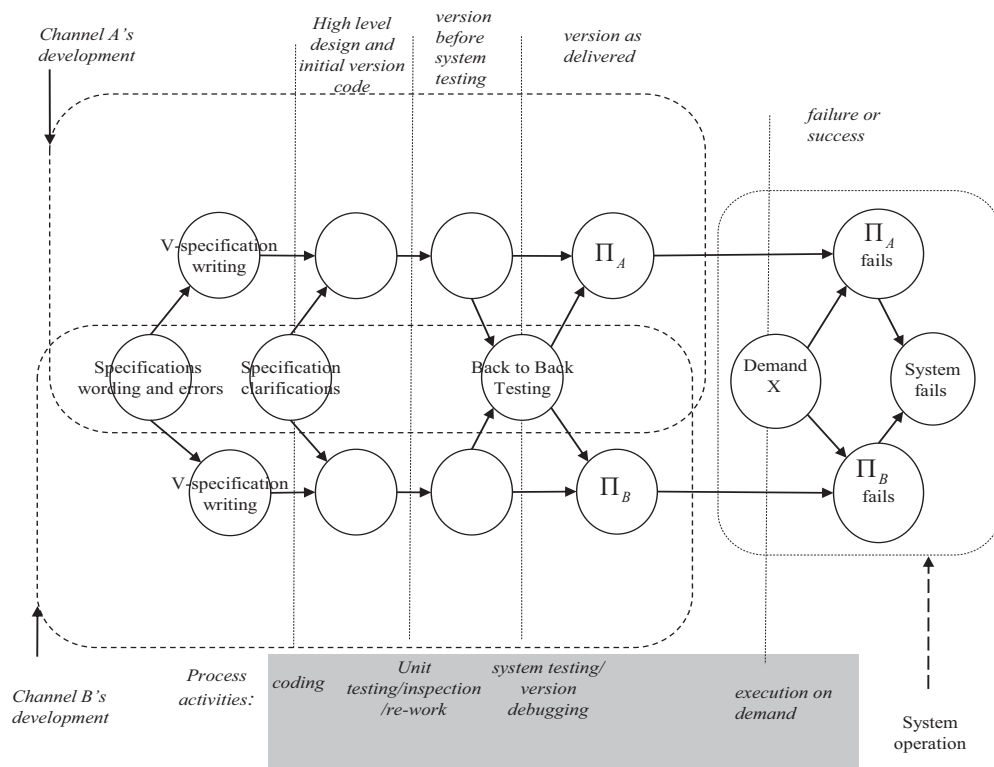 Channel A's
development
High level
design and
initial version
code
version
before
system
testing
version as
delivered
failure or
success
V-specification
writing
Π_A
Π_A
fails
Specifications
wording and errors
Specification
clarifications
Back to Back
Testing
Demand
X
System
fails
V-specification
writing
Π_B
Π_B
fails
Channel B's
development
Process
activities:
coding
Unit
testing/inspection
/re-work
system testing/
version
debugging
execution on
demand
System
operation